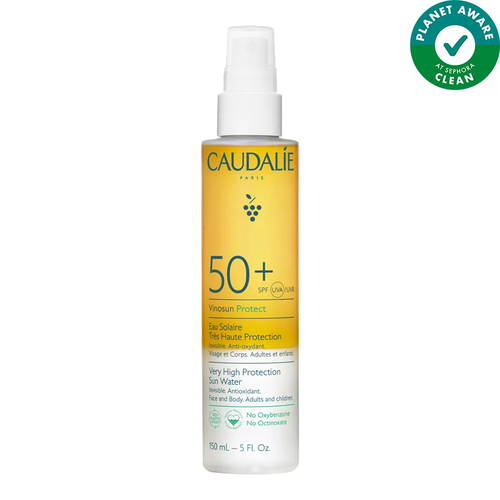 PLANET AWARE
AT SEPHORA
CLEAN
CAUDALÍE
PARIS
50+
SPF UVA/UVB
Vinosun Protect
Eau Solaire
Très Haute Protection
Invisible. Anti-oxydant.
Visage et Corps. Adultes et enfants.
Very High Protection
Sun Water
Invisible. Antioxidant.
Face and Body. Adults and children.
No Oxybenzone
No Octinoxate
150 mL – 5 Fl. Oz.